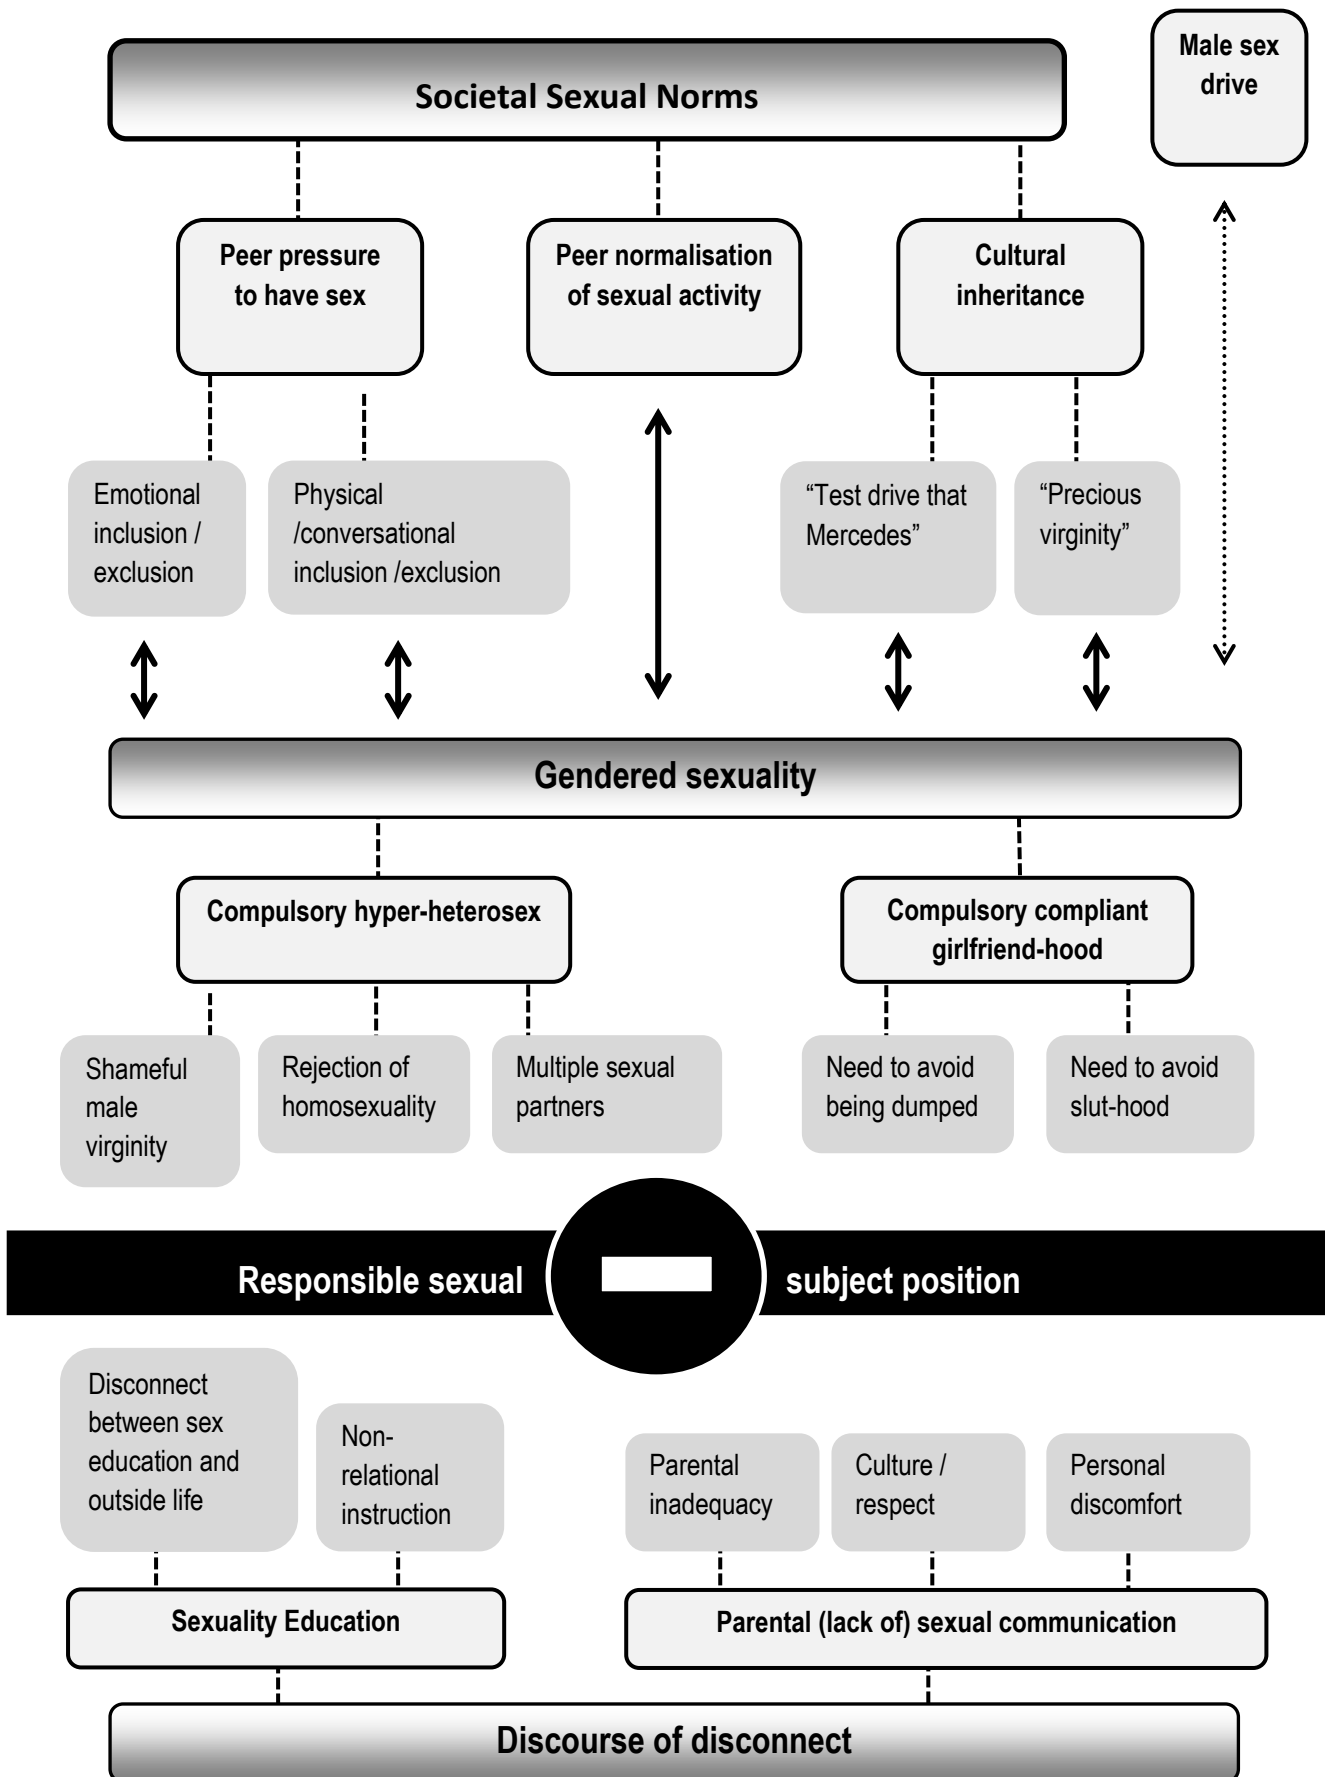 Male sex
drive
Societal Sexual Norms
Peer pressure
to have sex
Peer normalisation
of sexual activity
Cultural
inheritance
Emotional
inclusion /
exclusion
Physical
/conversational
inclusion /exclusion
“Test drive that
Mercedes”
“Precious
virginity”
Gendered sexuality
Compulsory hyper-heterosex
Compulsory compliant
girlfriend-hood
Shameful
male
virginity
Rejection of
homosexuality
Multiple sexual
partners
Need to avoid
being dumped
Need to avoid
slut-hood
Responsible sexual subject position
Disconnect
between sex
education and
outside life
Non-
relational
instruction
Parental
inadequacy
Culture /
respect
Personal
discomfort
Sexuality Education
Parental (lack of) sexual communication
Discourse of disconnect